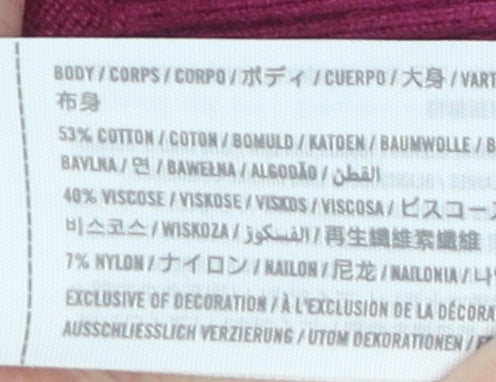 BODY / CORPS / CORPO / ボディ / CUERPO / 大身 / VART
布身
53% COTTON / COTON / BOMULD / KATOEN / BAUMWOLLE / B
BAVLNA / 면 / BAWEŁNA / ALGODÃO / القطن
40% VISCOSE / VISKOSE / VISKOS / VISCOSA / ビスコー
비스코스 / WISKOZA / الفسكوز / 再生纖維素纖維
7% NYLON / ナイロン / NAILON / 尼龙 / NAILONIA / 나
EXCLUSIVE OF DECORATION / À L'EXCLUSION DE LA DÉCORA
AUSSCHLIESSLICH VERZIERUNG / UTOM DEKORATIONEN /